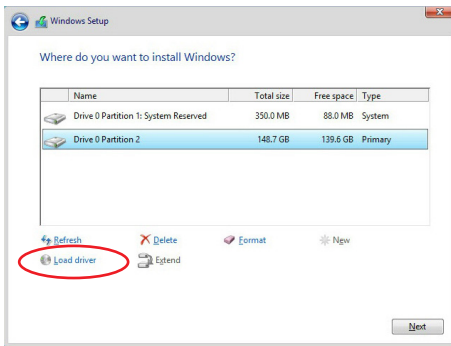 Windows Setup
Where do you want to install Windows?
Name Total size Free space Type
Drive 0 Partition 1: System Reserved 350.0 MB 88.0 MB System
Drive 0 Partition 2 148.7 GB 139.6 GB Primary
Refresh Delete Format New
Load driver Extend
Next